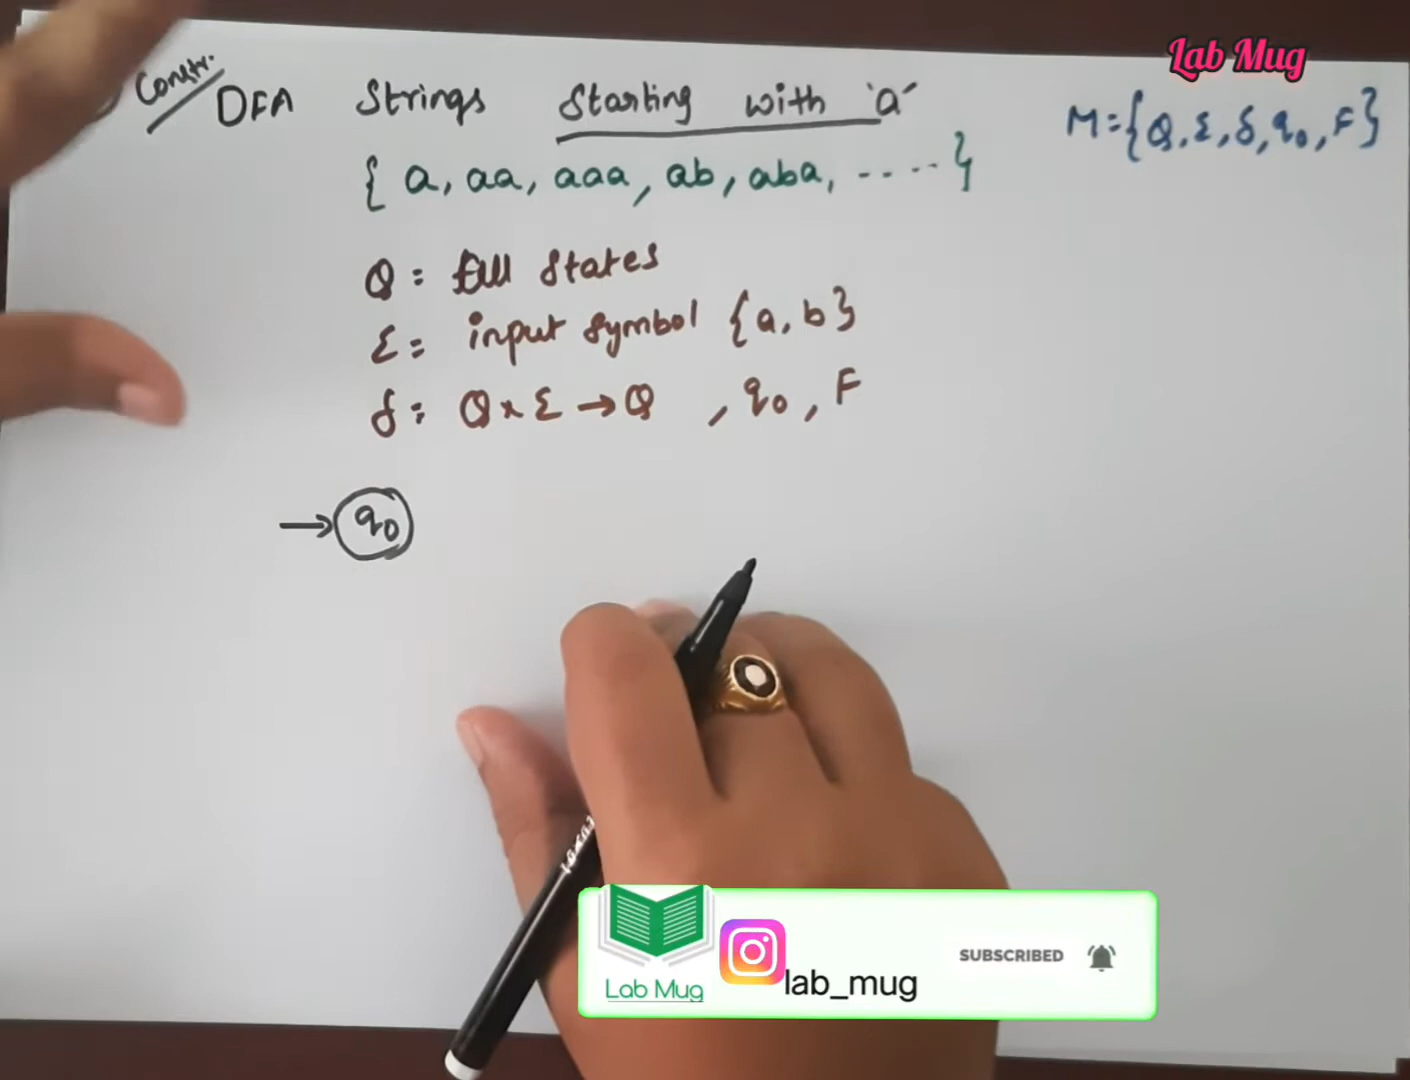 Lab Mug
Constr. DFA Strings Starting with 'a'
M={Q,Σ,δ,q₀,F}
{ a, aa, aaa, ab, aba, ..... }
Q = All States
Σ = input Symbol {a, b}
δ = Q × Σ → Q , q₀, F
→ q₀
Lab Mug
lab_mug
SUBSCRIBED